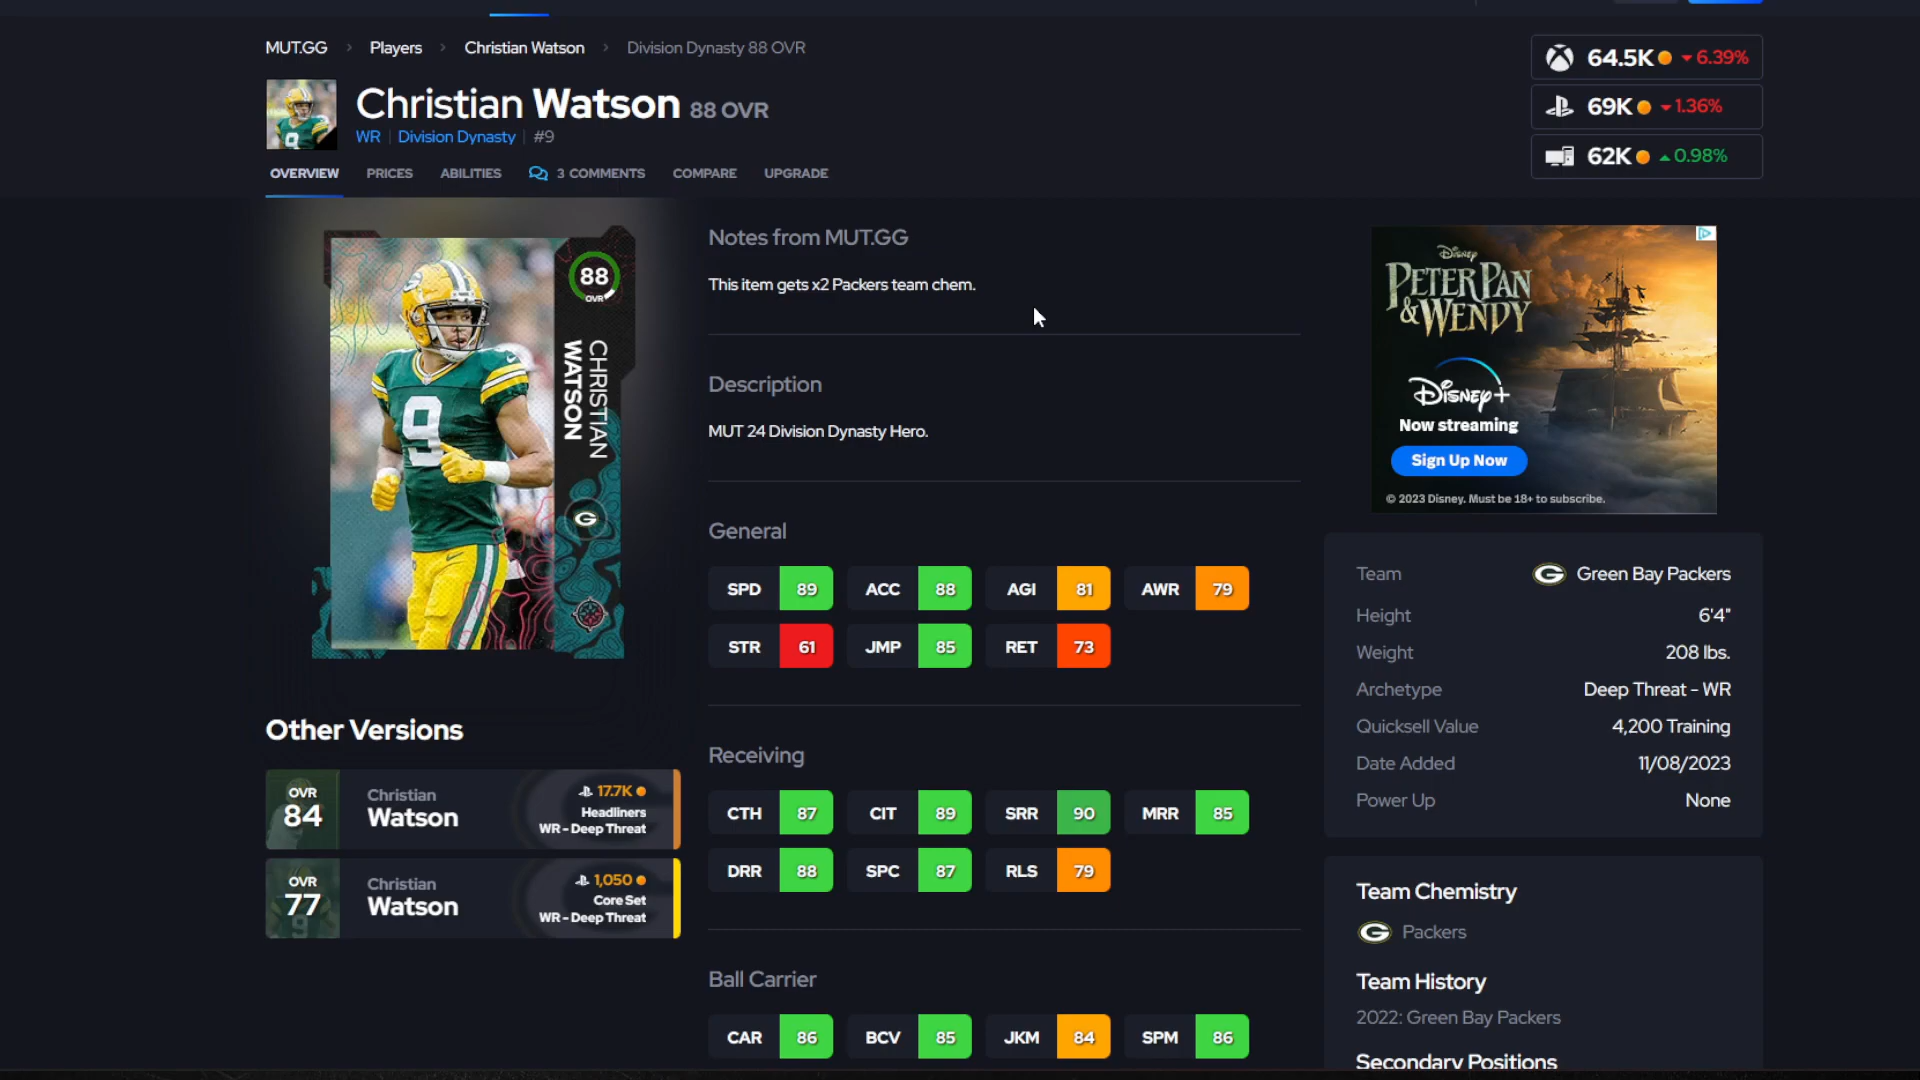 MUT.GG > Players > Christian Watson > Division Dynasty 88 OVR
Christian Watson 88 OVR
WR | Division Dynasty | #9
64.5K 6.39%
69K 1.36%
62K 0.98%
OVERVIEW PRICES ABILITIES 3 COMMENTS COMPARE UPGRADE
88
OVR
CHRISTIAN
WATSON
9
G
Notes from MUT.GG
This item gets x2 Packers team chem.
Description
MUT 24 Division Dynasty Hero.
General
SPD 89 ACC 88 AGI 81 AWR 79
STR 61 JMP 85 RET 73
Receiving
CTH 87 CIT 89 SRR 90 MRR 85
DRR 88 SPC 87 RLS 79
Ball Carrier
CAR 86 BCV 85 JKM 84 SPM 86
Other Versions
OVR
84
Christian
Watson
17.7K
Headliners
WR - Deep Threat
OVR
77
Christian
Watson
1,050
Core Set
WR - Deep Threat
Disney
PETER PAN
& WENDY
Disney+
Now streaming
Sign Up Now
© 2023 Disney. Must be 18+ to subscribe.
Team Green Bay Packers
Height 6'4"
Weight 208 lbs.
Archetype Deep Threat - WR
Quicksell Value 4,200 Training
Date Added 11/08/2023
Power Up None
Team Chemistry
Packers
Team History
2022: Green Bay Packers
Secondary Positions